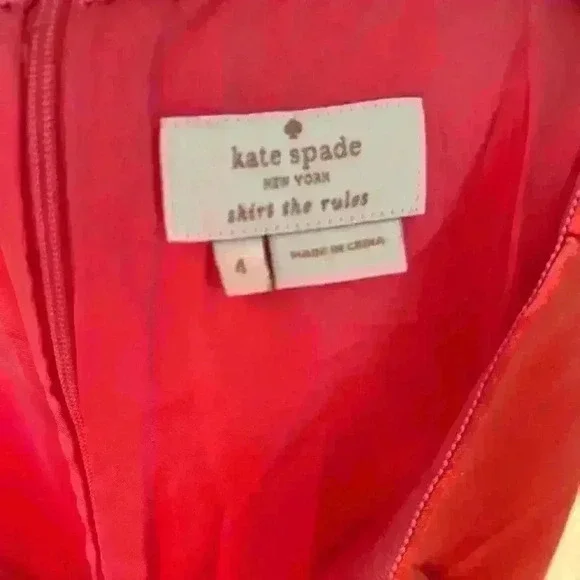 kate spade
NEW YORK
skirt the rules
4
MADE IN CHINA